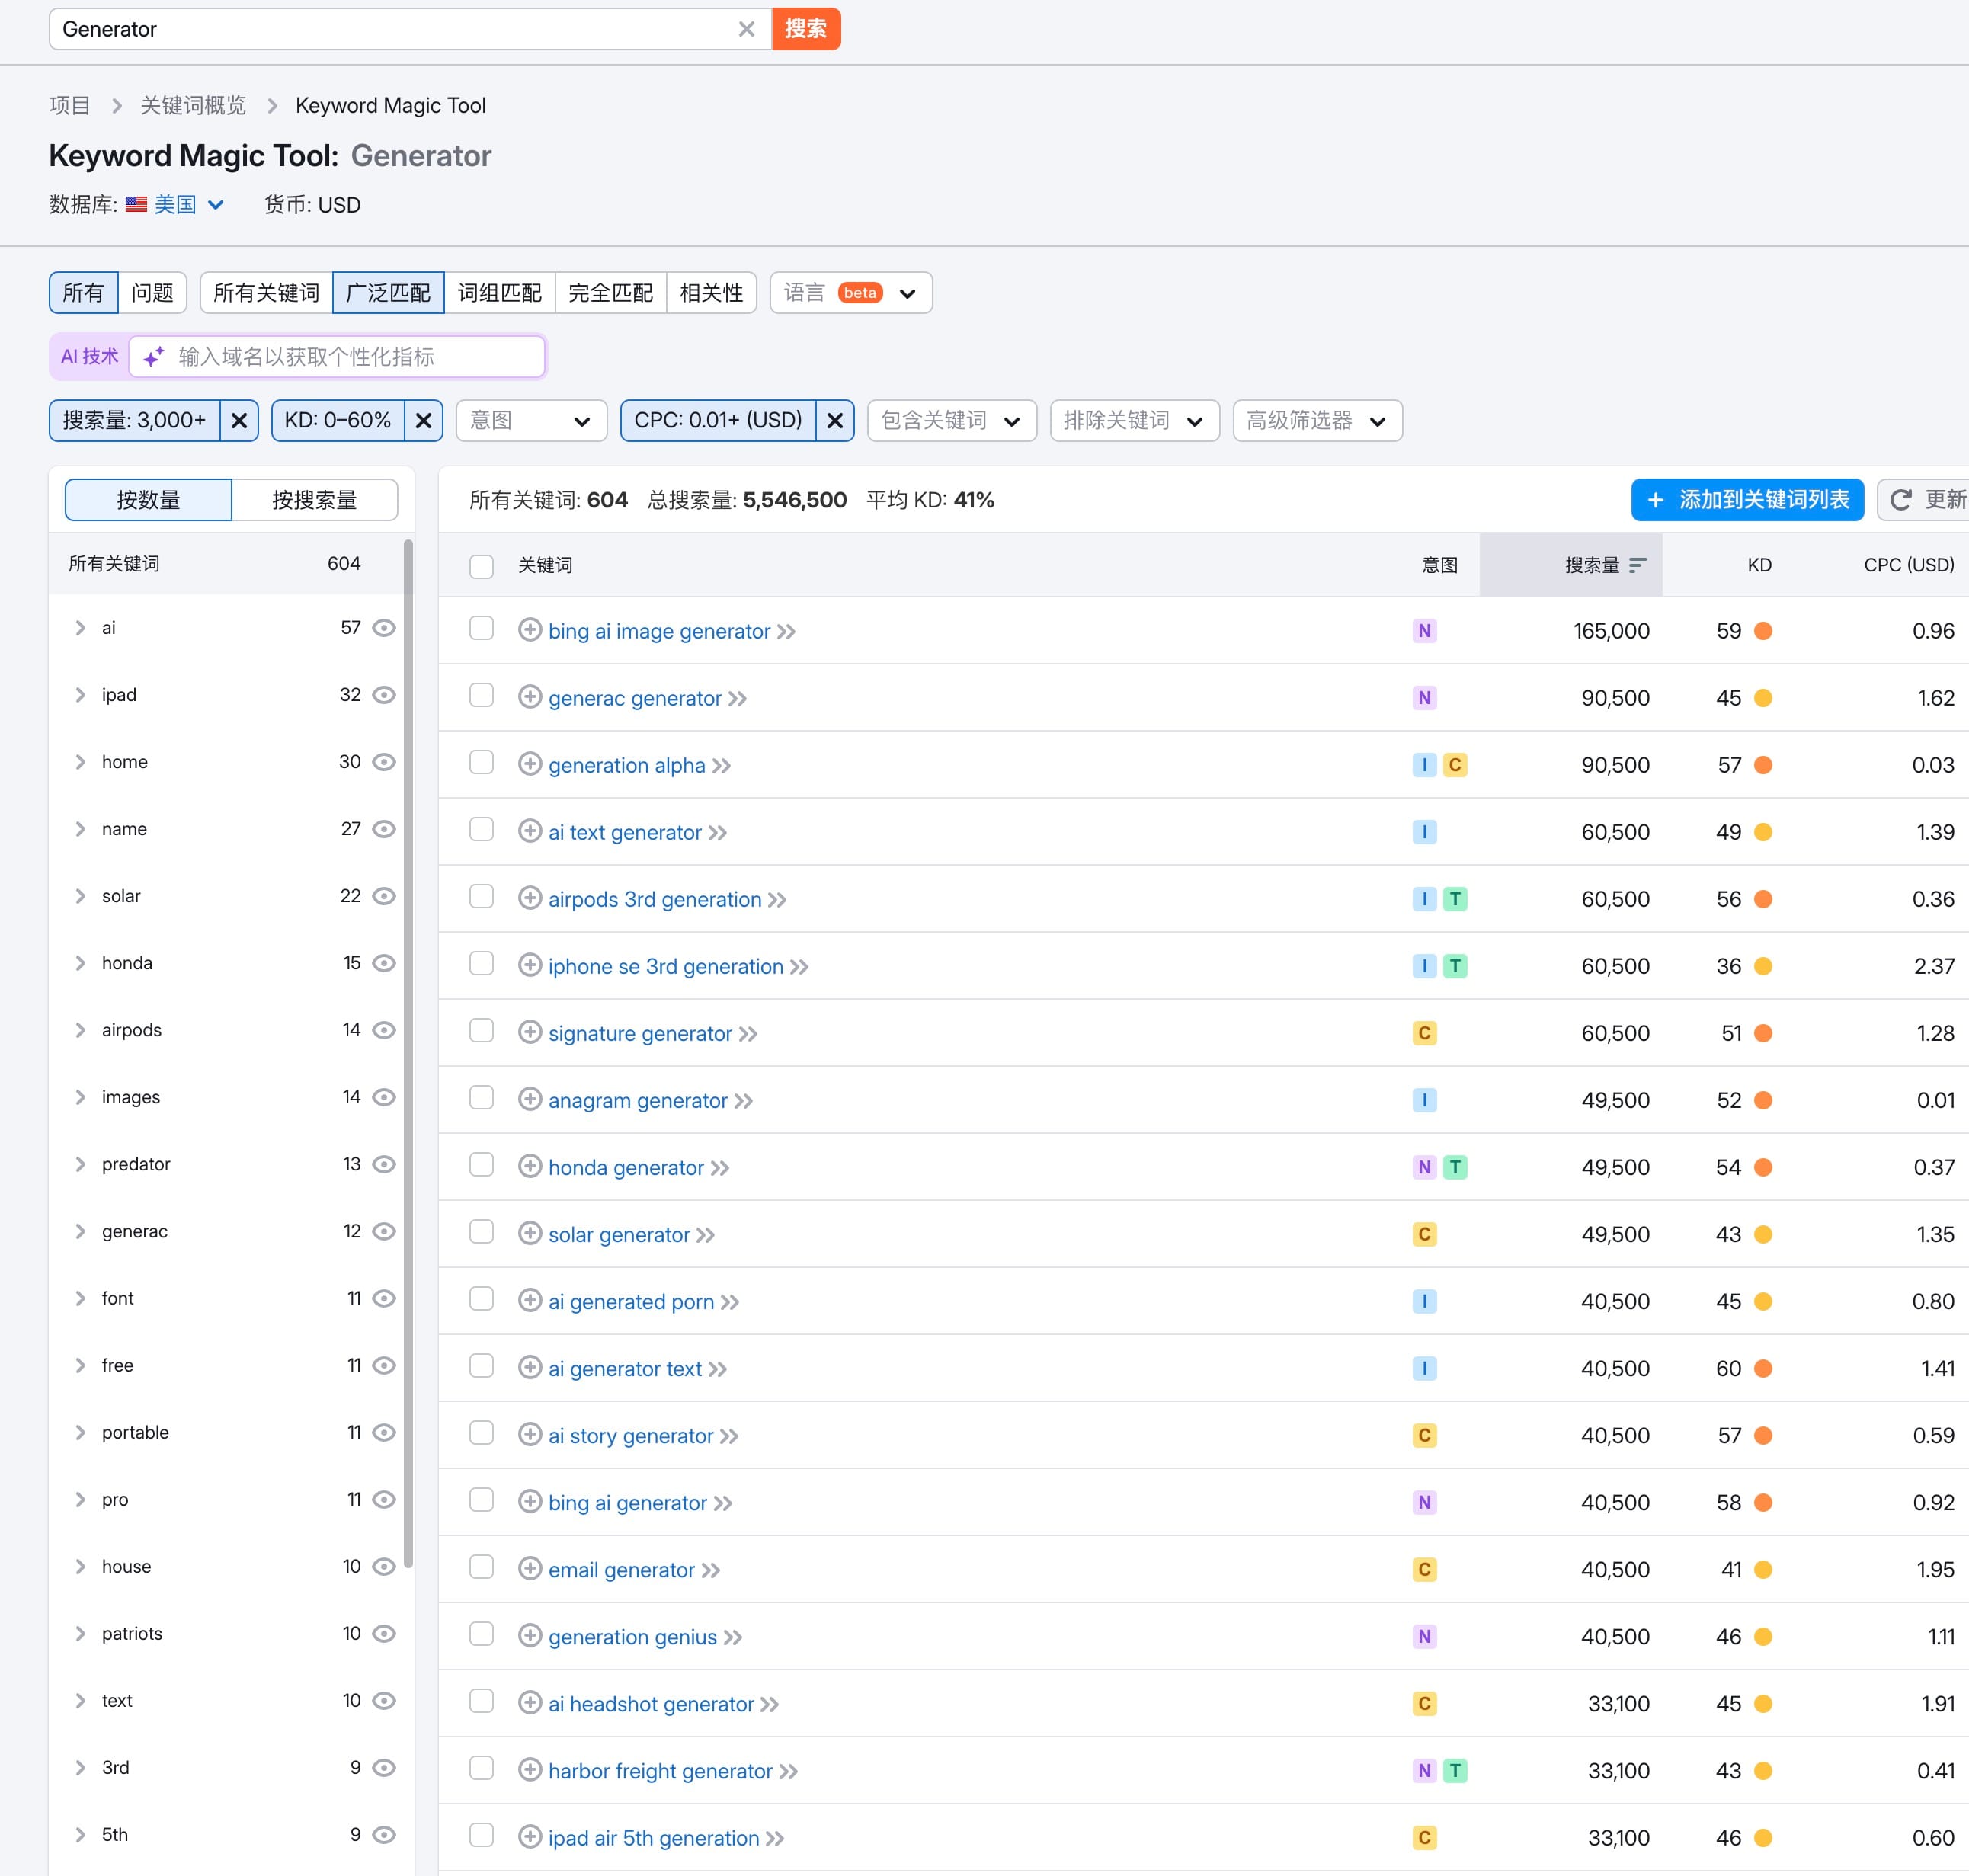 Generator 搜索
项目 > 关键词概览 > Keyword Magic Tool
Keyword Magic Tool: Generator
数据库: 美国 货币: USD
所有 问题 所有关键词 广泛匹配 词组匹配 完全匹配 相关性 语言 beta
AI 技术 输入域名以获取个性化指标
搜索量: 3,000+ KD: 0–60% 意图 CPC: 0.01+ (USD) 包含关键词 排除关键词 高级筛选器
按数量 按搜索量
所有关键词 604
ai 57
ipad 32
home 30
name 27
solar 22
honda 15
airpods 14
images 14
predator 13
generac 12
font 11
free 11
portable 11
pro 11
house 10
patriots 10
text 10
3rd 9
5th 9
所有关键词: 604 总搜索量: 5,546,500 平均 KD: 41% + 添加到关键词列表 更新
关键词 意图 搜索量 KD CPC (USD)
bing ai image generator N 165,000 59 0.96
generac generator N 90,500 45 1.62
generation alpha I C 90,500 57 0.03
ai text generator I 60,500 49 1.39
airpods 3rd generation I T 60,500 56 0.36
iphone se 3rd generation I T 60,500 36 2.37
signature generator C 60,500 51 1.28
anagram generator I 49,500 52 0.01
honda generator N T 49,500 54 0.37
solar generator C 49,500 43 1.35
ai generated porn I 40,500 45 0.80
ai generator text I 40,500 60 1.41
ai story generator C 40,500 57 0.59
bing ai generator N 40,500 58 0.92
email generator C 40,500 41 1.95
generation genius N 40,500 46 1.11
ai headshot generator C 33,100 45 1.91
harbor freight generator N T 33,100 43 0.41
ipad air 5th generation C 33,100 46 0.60